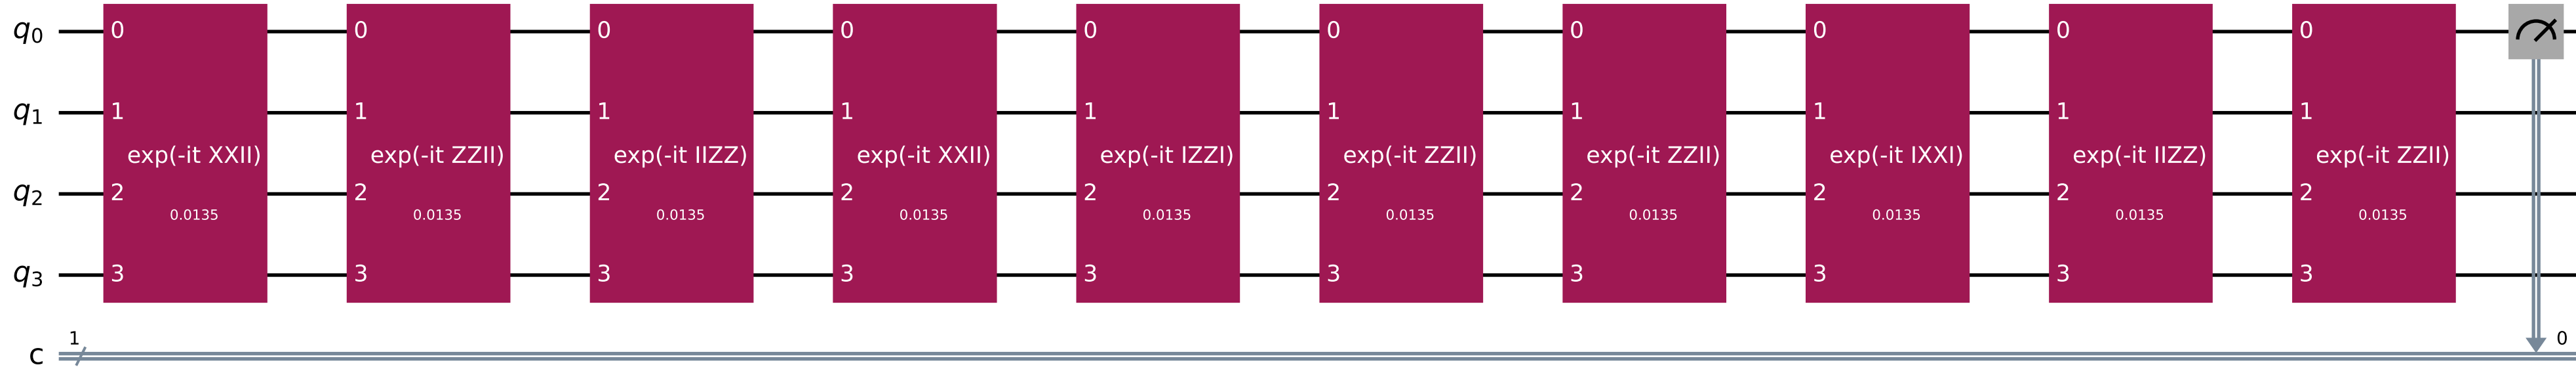 q0 0 0 0 0 0 0 0 0 0 0
q1 1 1 1 1 1 1 1 1 1 1
exp(-it XXII) exp(-it ZZII) exp(-it IIZZ) exp(-it XXII) exp(-it IZZI) exp(-it ZZII) exp(-it ZZII) exp(-it IXXI) exp(-it IIZZ) exp(-it ZZII)
q2 2 2 2 2 2 2 2 2 2 2
0.0135 0.0135 0.0135 0.0135 0.0135 0.0135 0.0135 0.0135 0.0135 0.0135
q3 3 3 3 3 3 3 3 3 3 3
1 0
c